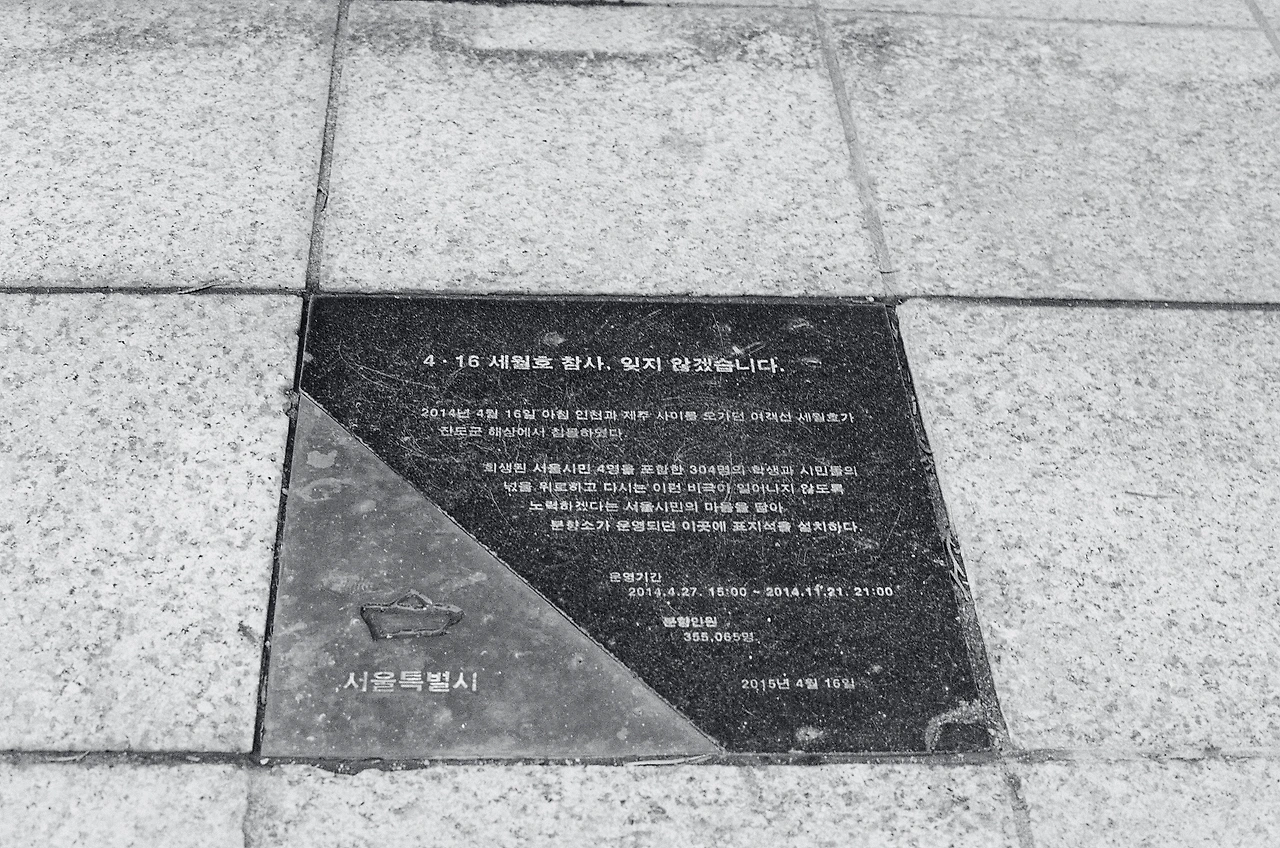 4·16 세월호 참사, 잊지 않겠습니다.
2014년 4월 16일 아침 인천과 제주 사이를 오가던 여객선 세월호가
진도군 해상에서 침몰하였다.
희생된 서울시민 4명을 포함한 304명의 학생과 시민들의
넋을 위로하고 다시는 이런 비극이 일어나지 않도록
노력하겠다는 서울시민의 마음을 담아
분향소가 운영되던 이곳에 표지석을 설치하다.
운영기간
2014.4.27. 15:00 ~ 2014.11.21. 21:00
분향인원
355,065명
2015년 4월 16일
서울특별시